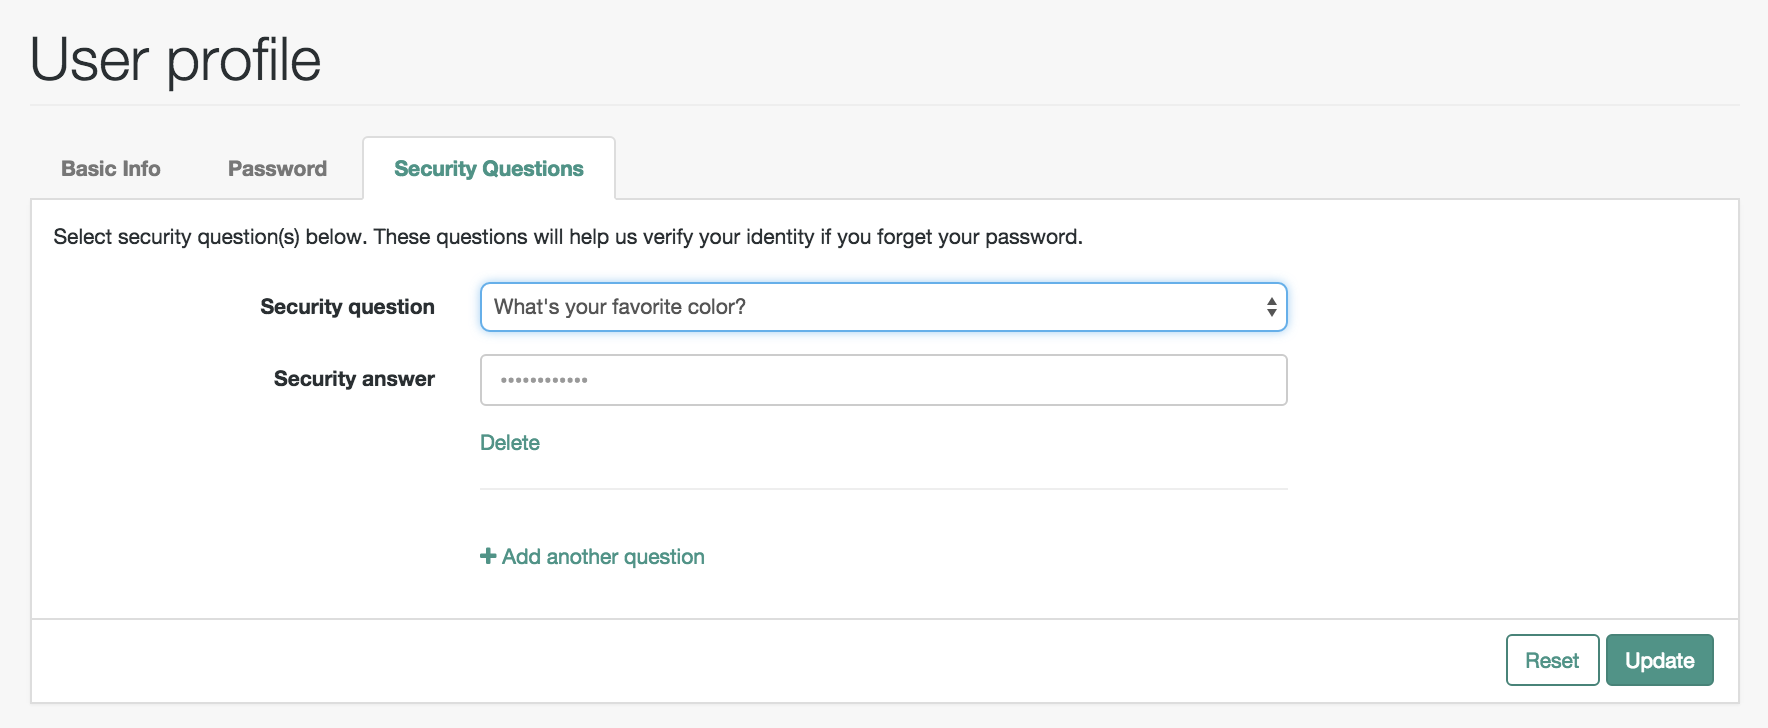 User profile
Basic Info Password Security Questions
Select security question(s) below. These questions will help us verify your identity if you forget your password.
Security question What's your favorite color?
Security answer ••••••••••••
Delete
+ Add another question
Reset Update